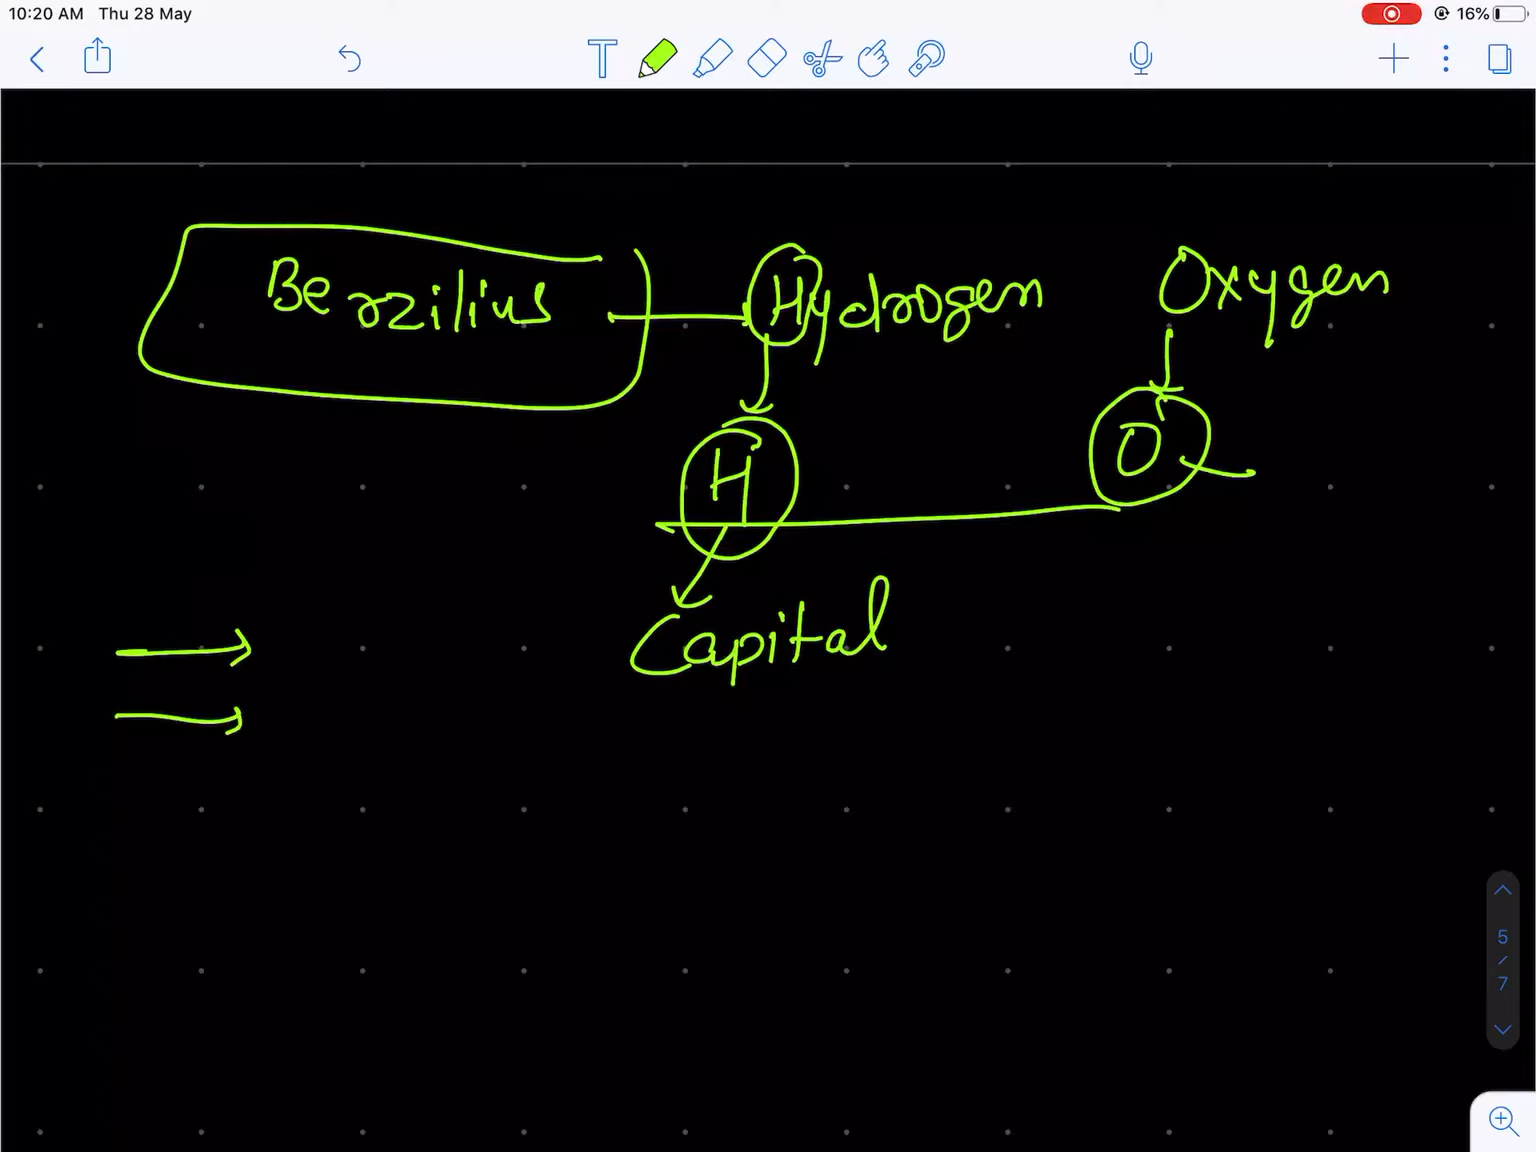 10:20 AM Thu 28 May
16%
T
Berzilius Hydrogen Oxygen
H O
Capital
5
/
7